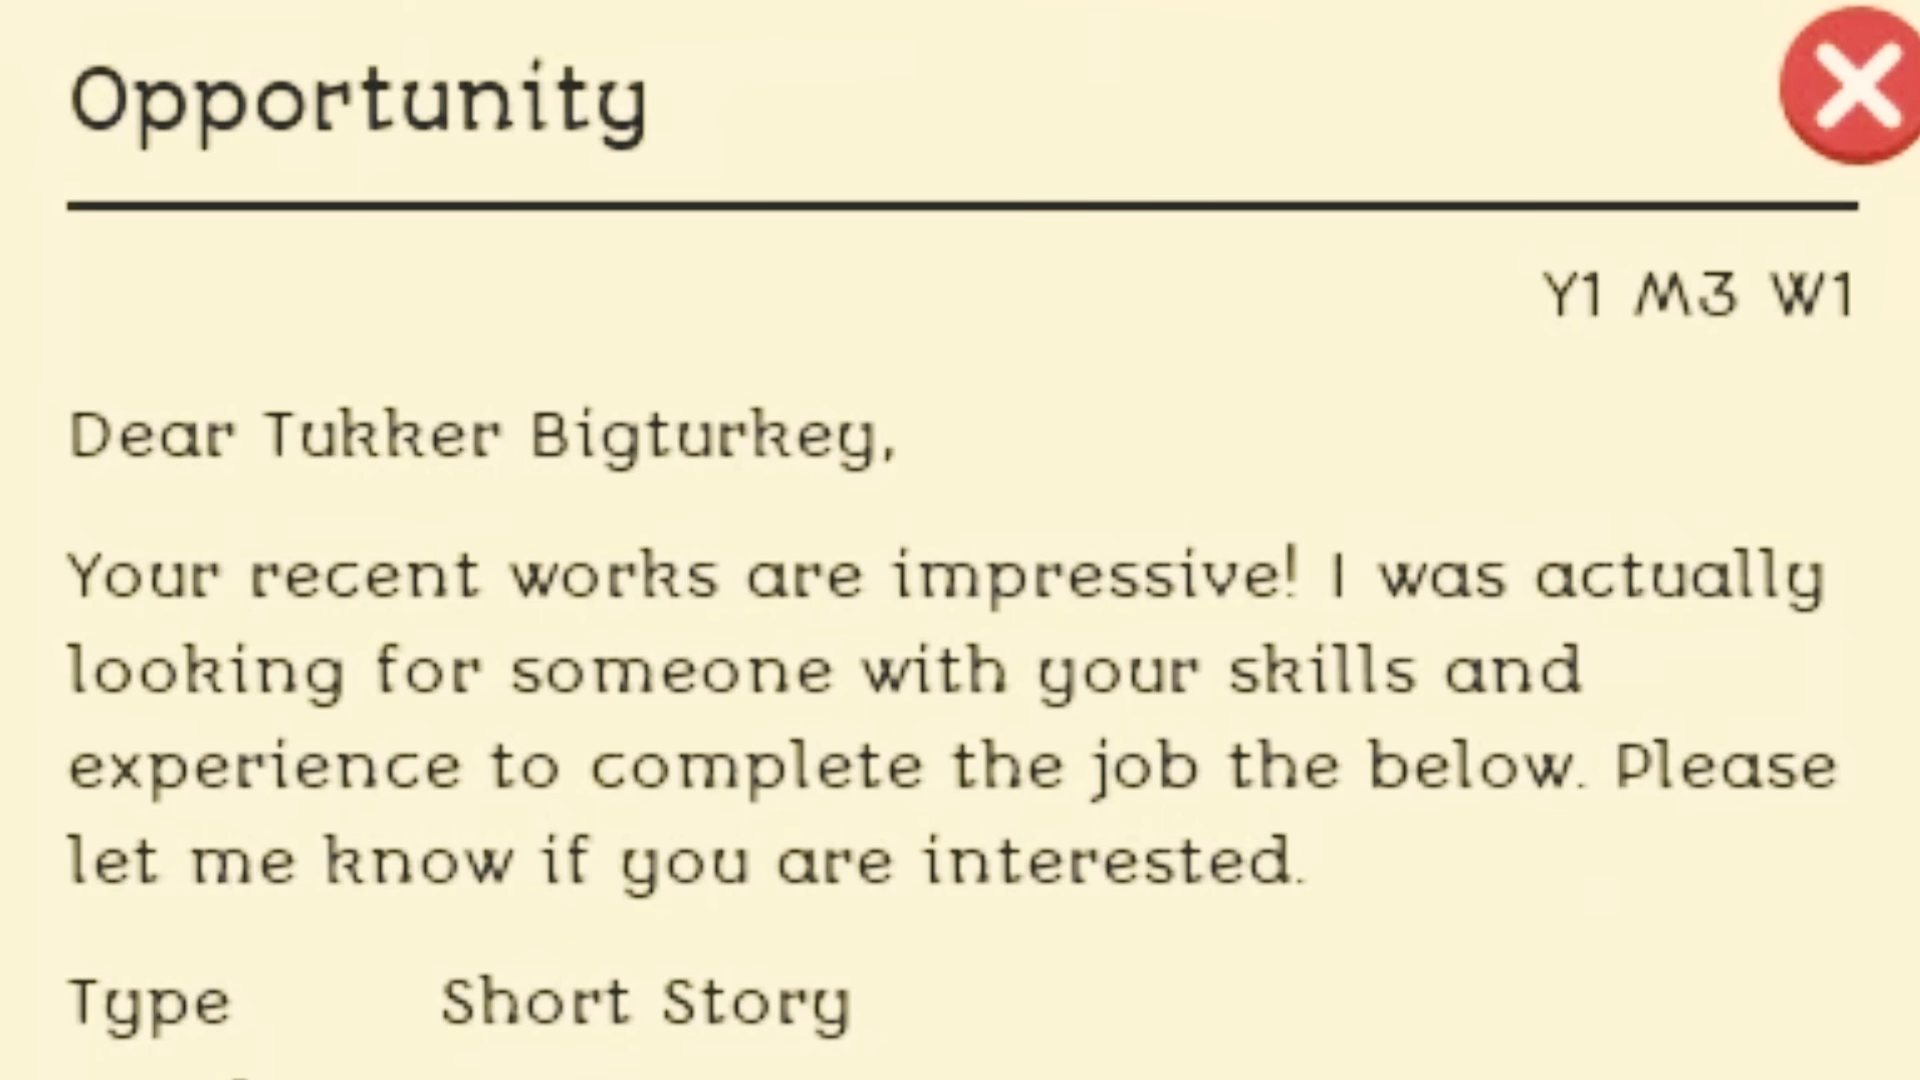 Opportunity
Y1 M3 W1
Dear Tukker Bigturkey,
Your recent works are impressive! I was actually
looking for someone with your skills and
experience to complete the job the below. Please
let me know if you are interested.
Type Short Story